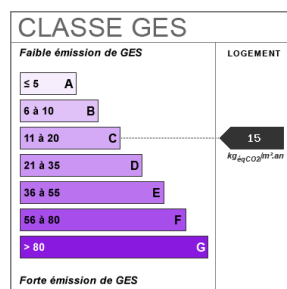 CLASSE GES
Faible émission de GES
LOGEMENT
≤ 5 A
6 à 10 B
11 à 20 C
15
kgéqCO2/m².an
21 à 35 D
36 à 55 E
56 à 80 F
> 80 G
Forte émission de GES